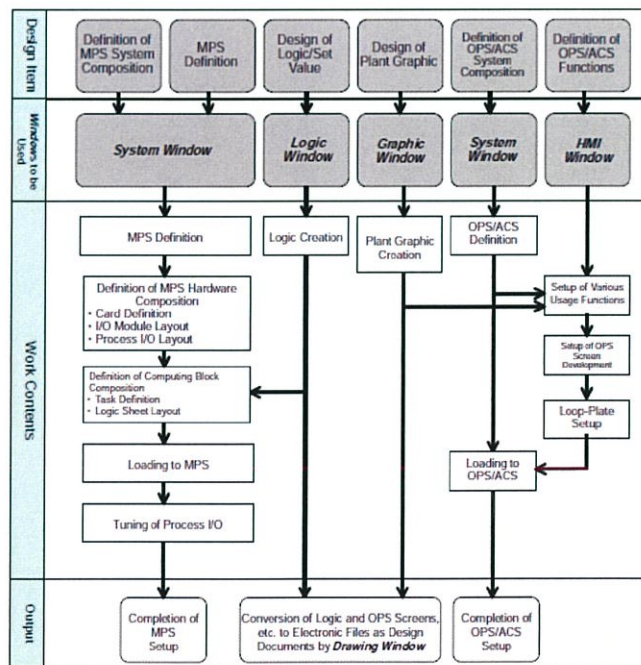 Design Item
Definition of
MPS System
Composition
MPS
Definition
Design of
Logic/Set
Value
Design of
Plant Graphic
Definition
of OPS/ACS
System
Composition
Definition
of OPS/ACS
Functions
Windows to be
Used
System Window
Logic
Window
Graphic
Window
System
Window
HMI
Window
Work Contents
MPS Definition
Logic Creation
Plant Graphic
Creation
OPS/ACS
Definition
Definition of MPS Hardware
Composition
• Card Definition
• I/O Module Layout
• Process I/O Layout
Setup of Various
Usage Functions
Setup of OPS
Screen
Development
Definition of Computing Block
Composition
• Task Definition
• Logic Sheet Layout
Loop-Plate
Setup
Loading to MPS
Loading to
OPS/ACS
Tuning of Process I/O
Output
Completion of
MPS
Setup
Conversion of Logic and OPS Screens,
etc. to Electronic Files as Design
Documents by Drawing Window
Completion of
OPS/ACS
Setup